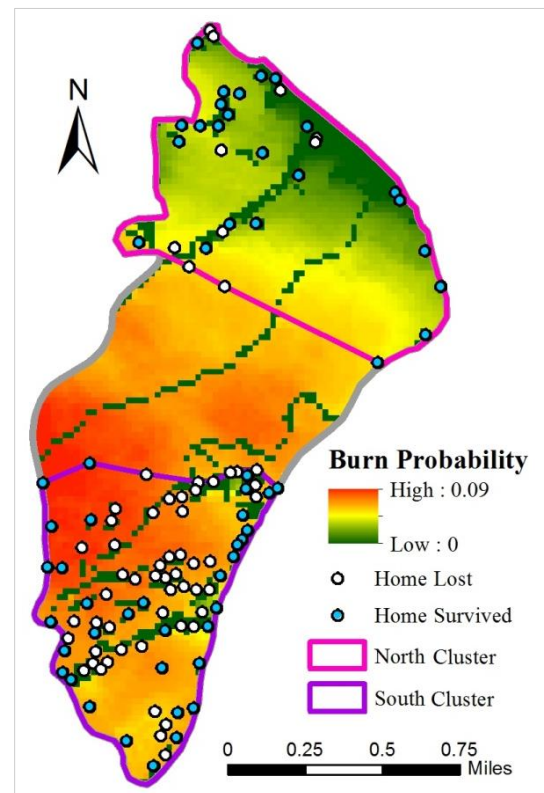 N
Burn Probability
High : 0.09
Low : 0
Home Lost
Home Survived
North Cluster
South Cluster
0 0.25 0.5 0.75
Miles